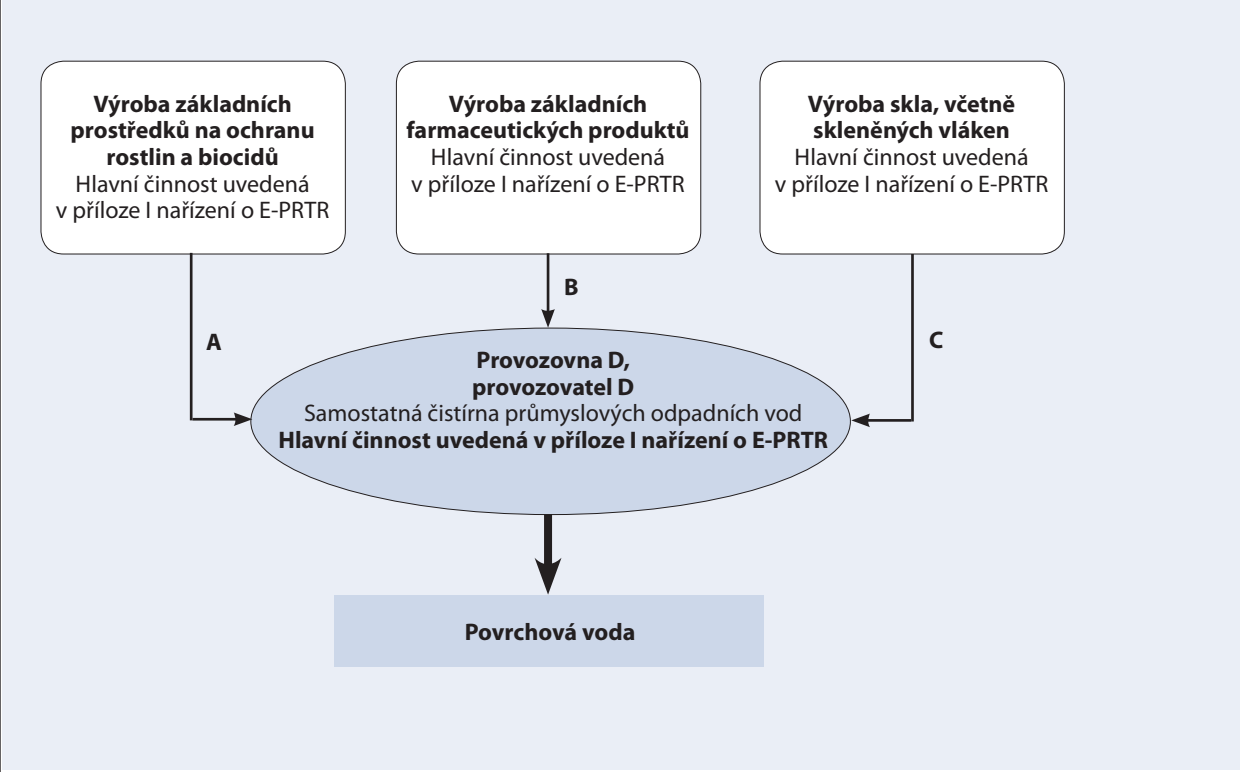 Výroba základních
prostředků na ochranu
rostlin a biocidů
Hlavní činnost uvedená
v příloze I nařízení o E-PRTR
Výroba základních
farmaceutických produktů
Hlavní činnost uvedená
v příloze I nařízení o E-PRTR
Výroba skla, včetně
skleněných vláken
Hlavní činnost uvedená
v příloze I nařízení o E-PRTR
A
B
C
Provozovna D,
provozovatel D
Samostatná čistírna průmyslových odpadních vod
Hlavní činnost uvedená v příloze I nařízení o E-PRTR
Povrchová voda